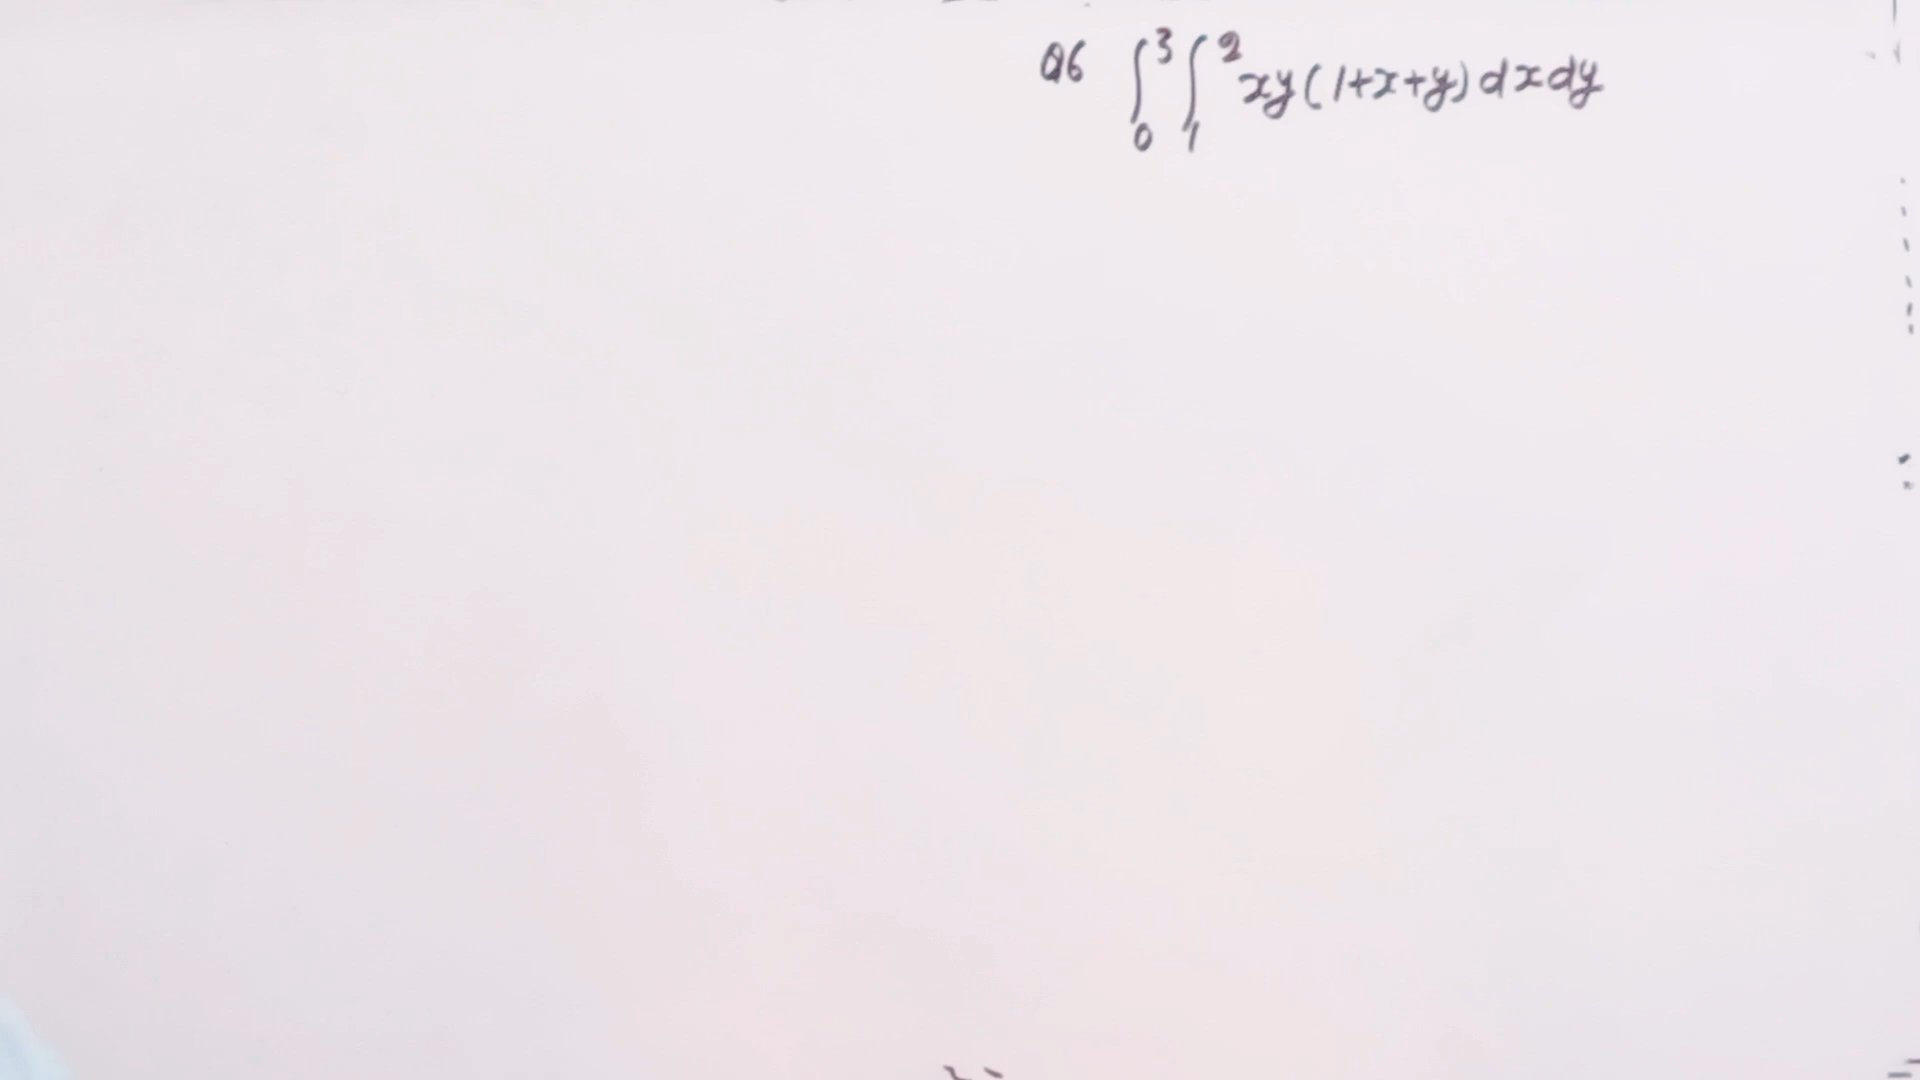 Q6 ∫₀³ ∫₁² xy(1+x+y) dx dy